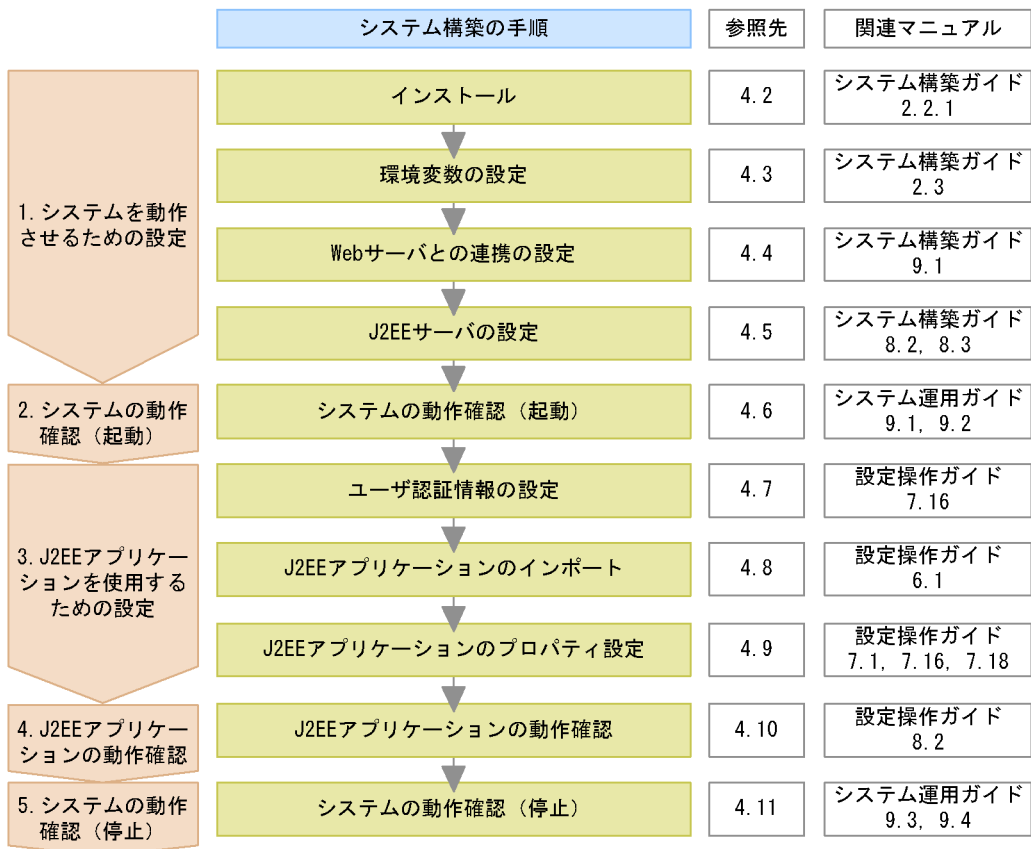 システム構築の手順
参照先
関連マニュアル
1.システムを動作
させるための設定
インストール
4.2
システム構築ガイド
2.2.1
環境変数の設定
4.3
システム構築ガイド
2.3
Webサーバとの連携の設定
4.4
システム構築ガイド
9.1
J2EEサーバの設定
4.5
システム構築ガイド
8.2, 8.3
2.システムの動作
確認（起動）
システムの動作確認（起動）
4.6
システム運用ガイド
9.1, 9.2
3.J2EEアプリケー
ションを使用する
ための設定
ユーザ認証情報の設定
4.7
設定操作ガイド
7.16
J2EEアプリケーションのインポート
4.8
設定操作ガイド
6.1
J2EEアプリケーションのプロパティ設定
4.9
設定操作ガイド
7.1, 7.16, 7.18
4.J2EEアプリケー
ションの動作確認
J2EEアプリケーションの動作確認
4.10
設定操作ガイド
8.2
5.システムの動作
確認（停止）
システムの動作確認（停止）
4.11
システム運用ガイド
9.3, 9.4